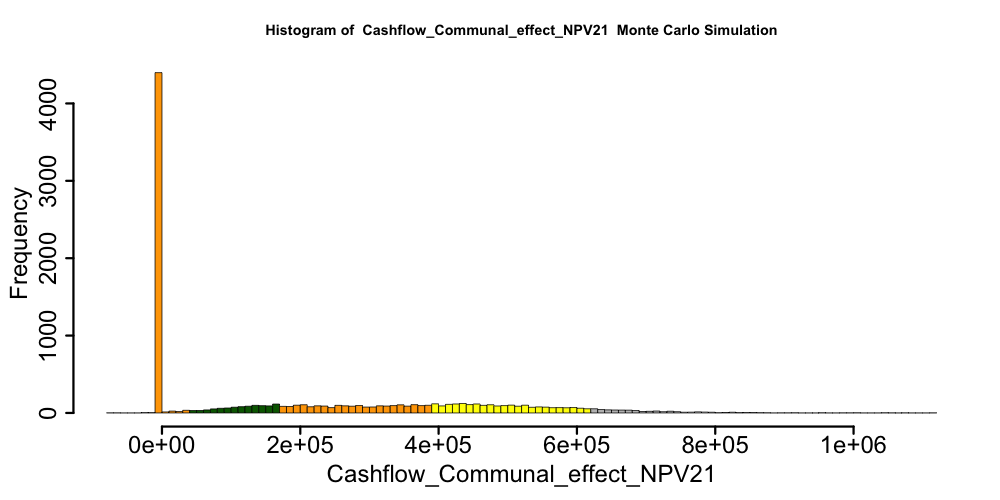 Histogram of  Cashflow_Communal_effect_NPV21  Monte Carlo Simulation
Frequency
4000
3000
2000
1000
0
0e+00 2e+05 4e+05 6e+05 8e+05 1e+06
Cashflow_Communal_effect_NPV21